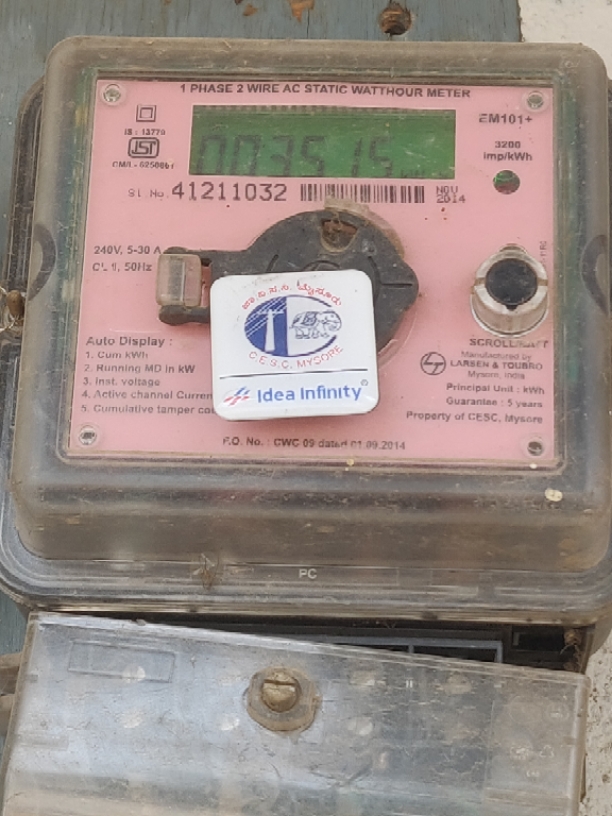 1 PHASE 2 WIRE AC STATIC WATTHOUR METER
EM101+
IS : 13779
ISI
3200
imp/kWh
003515
Sl No. 41211032
NOV
2014
240V, 5-30 A
CL 1, 50Hz
ಚಾ.ವಿ.ಸ.ನಿ. ಮೈಸೂರು
C.E.S.C. MYSORE
Idea Infinity
Auto Display :
1. Cum kWh
2. Running MD in kW
3. Inst. voltage
4. Active channel Current
5. Cumulative tamper
Manufactured by
LARSEN & TOUBRO
Mysore, India
Principal Unit : kWh
Guarantee : 5 years
Property of CESC, Mysore
P.O. No. : CWC 09 dated 01.09.2014
PC